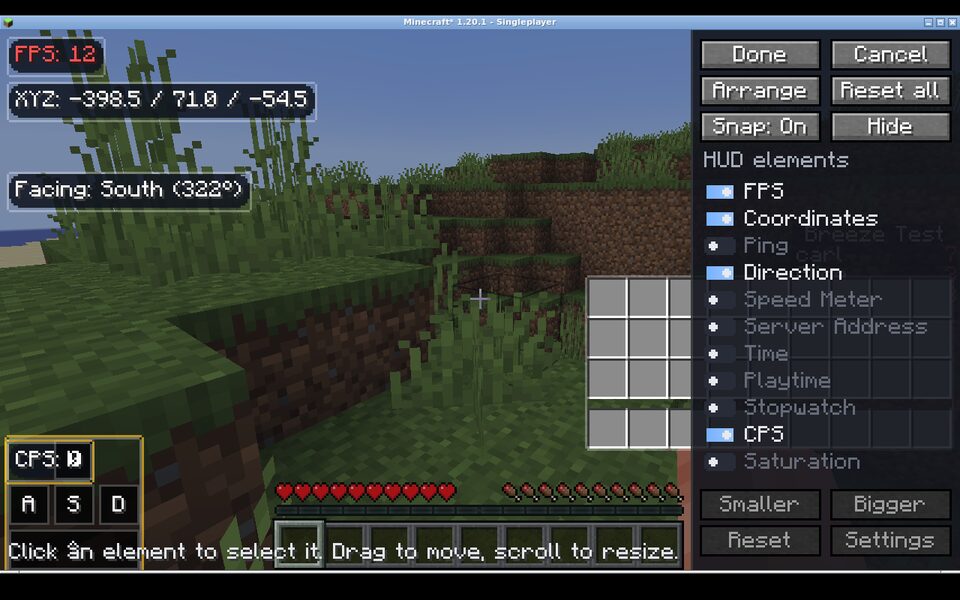 Minecraft* 1.20.1 - Singleplayer
FPS: 12
XYZ: -398.5 / 71.0 / -54.5
Facing: South (322°)
Done
Cancel
Arrange
Reset all
Snap: On
Hide
HUD elements
FPS
Coordinates
Ping
Breeze Test
Direction
Speed Meter
Server Address
Time
Playtime
Stopwatch
CPS
Saturation
Smaller
Bigger
Reset
Settings
CPS: 0
A S D
Click an element to select it. Drag to move, scroll to resize.